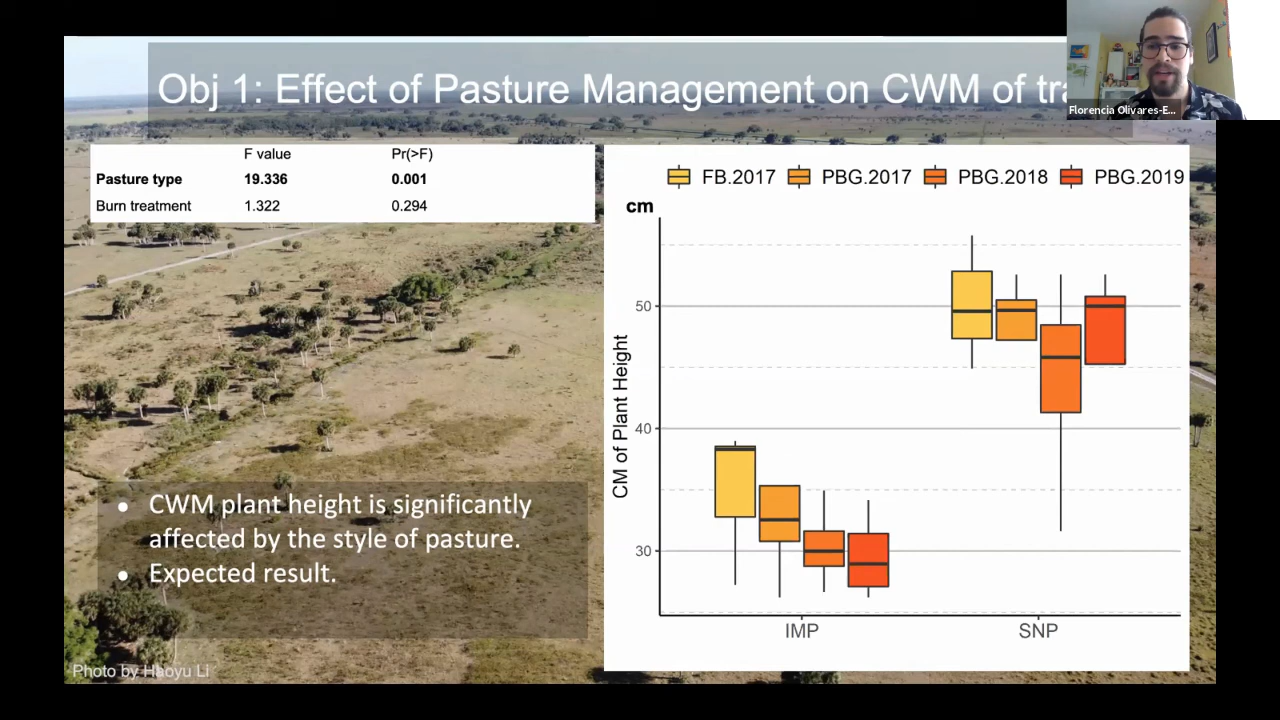 Obj 1: Effect of Pasture Management on CWM of tra
Florencia Olivares-E...
F value Pr(>F)
Pasture type 19.336 0.001
Burn treatment 1.322 0.294
FB.2017 PBG.2017 PBG.2018 PBG.2019
cm
CM of Plant Height
50
40
30
IMP SNP
• CWM plant height is significantly
affected by the style of pasture.
• Expected result.
Photo by Haoyu Li